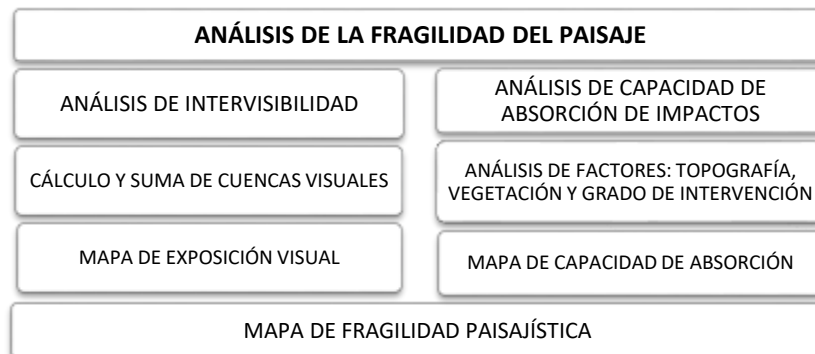 ANÁLISIS DE LA FRAGILIDAD DEL PAISAJE
ANÁLISIS DE INTERVISIBILIDAD
ANÁLISIS DE CAPACIDAD DE
ABSORCIÓN DE IMPACTOS
CÁLCULO Y SUMA DE CUENCAS VISUALES
ANÁLISIS DE FACTORES: TOPOGRAFÍA,
VEGETACIÓN Y GRADO DE INTERVENCIÓN
MAPA DE EXPOSICIÓN VISUAL
MAPA DE CAPACIDAD DE ABSORCIÓN
MAPA DE FRAGILIDAD PAISAJÍSTICA